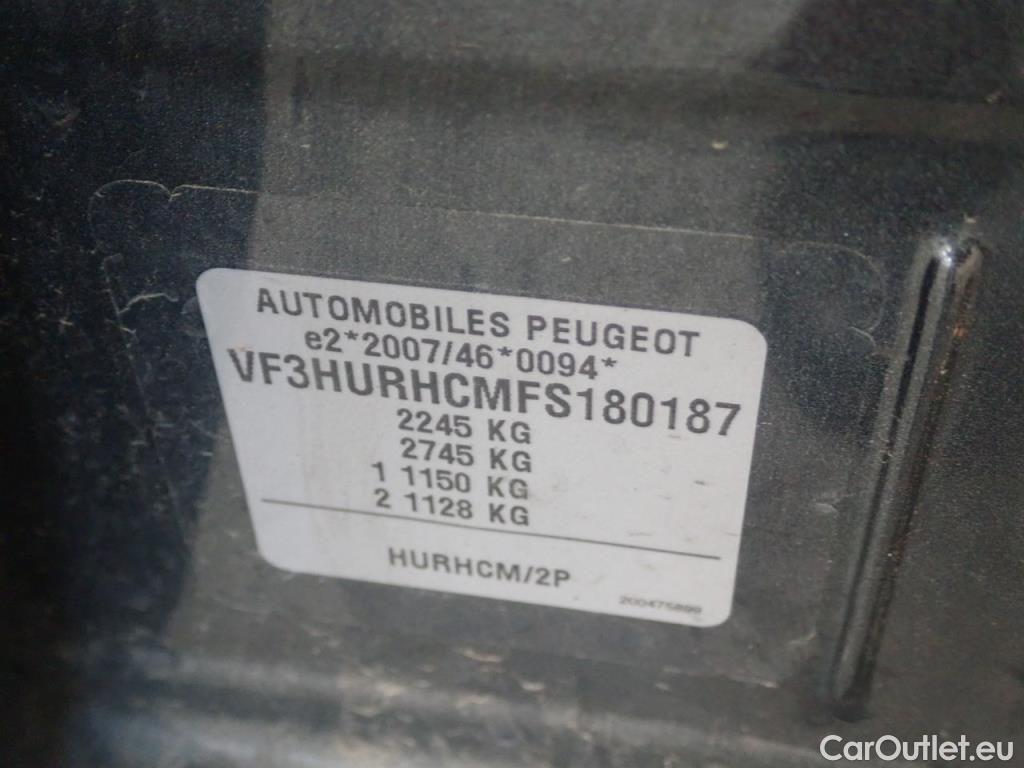 AUTOMOBILES PEUGEOT
e2*2007/46*0094*
VF3HURHCMFS180187
2245 KG
2745 KG
1 1150 KG
2 1128 KG
HURHCM/2P
200475899
CarOutlet.eu